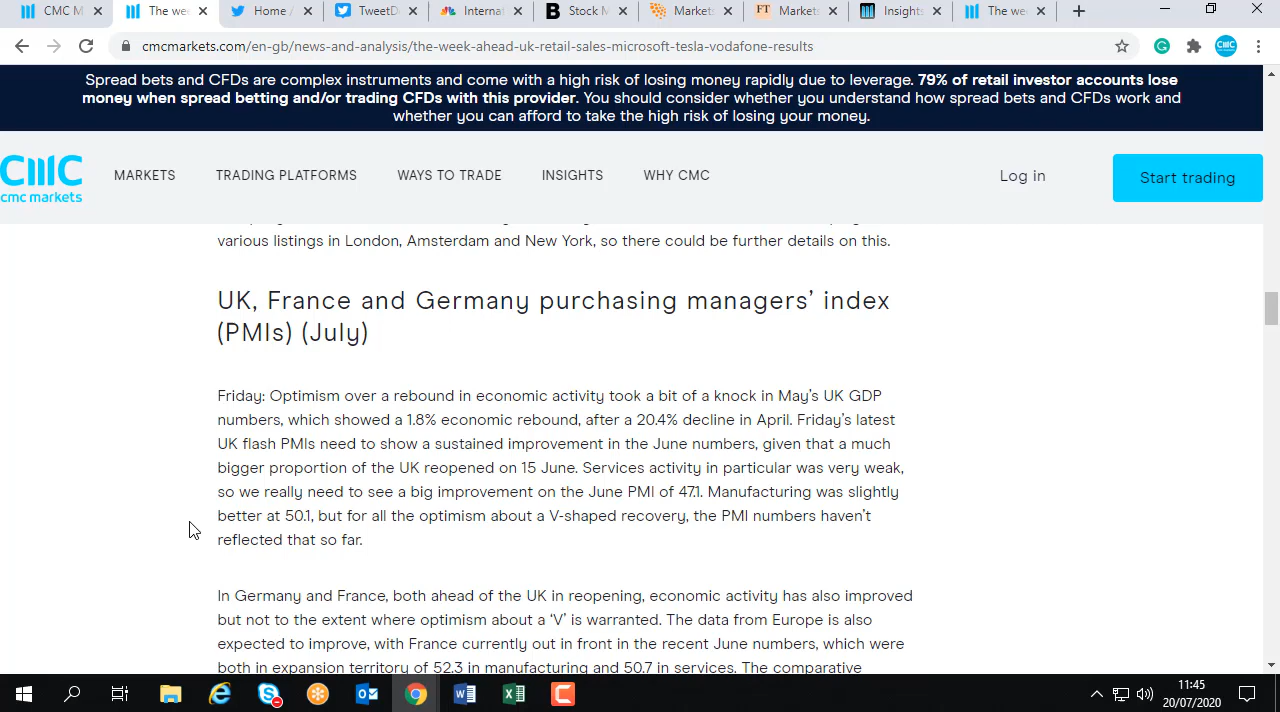 CMC M
The wee
Home /
TweetD
Interna
Stock M
Markets
FT
Markets
Insights
The wee
cmcmarkets.com/en-gb/news-and-analysis/the-week-ahead-uk-retail-sales-microsoft-tesla-vodafone-results
Spread bets and CFDs are complex instruments and come with a high risk of losing money rapidly due to leverage. 79% of retail investor accounts lose
money when spread betting and/or trading CFDs with this provider. You should consider whether you understand how spread bets and CFDs work and
whether you can afford to take the high risk of losing your money.
CMC
cmc markets
MARKETS
TRADING PLATFORMS
WAYS TO TRADE
INSIGHTS
WHY CMC
Log in
Start trading
various listings in London, Amsterdam and New York, so there could be further details on this.
UK, France and Germany purchasing managers’ index
(PMIs) (July)
Friday: Optimism over a rebound in economic activity took a bit of a knock in May’s UK GDP
numbers, which showed a 1.8% economic rebound, after a 20.4% decline in April. Friday’s latest
UK flash PMIs need to show a sustained improvement in the June numbers, given that a much
bigger proportion of the UK reopened on 15 June. Services activity in particular was very weak,
so we really need to see a big improvement on the June PMI of 47.1. Manufacturing was slightly
better at 50.1, but for all the optimism about a V-shaped recovery, the PMI numbers haven’t
reflected that so far.
In Germany and France, both ahead of the UK in reopening, economic activity has also improved
but not to the extent where optimism about a ‘V’ is warranted. The data from Europe is also
expected to improve, with France currently out in front in the recent June numbers, which were
both in expansion territory of 52.3 in manufacturing and 50.7 in services. The comparative
11:45
20/07/2020